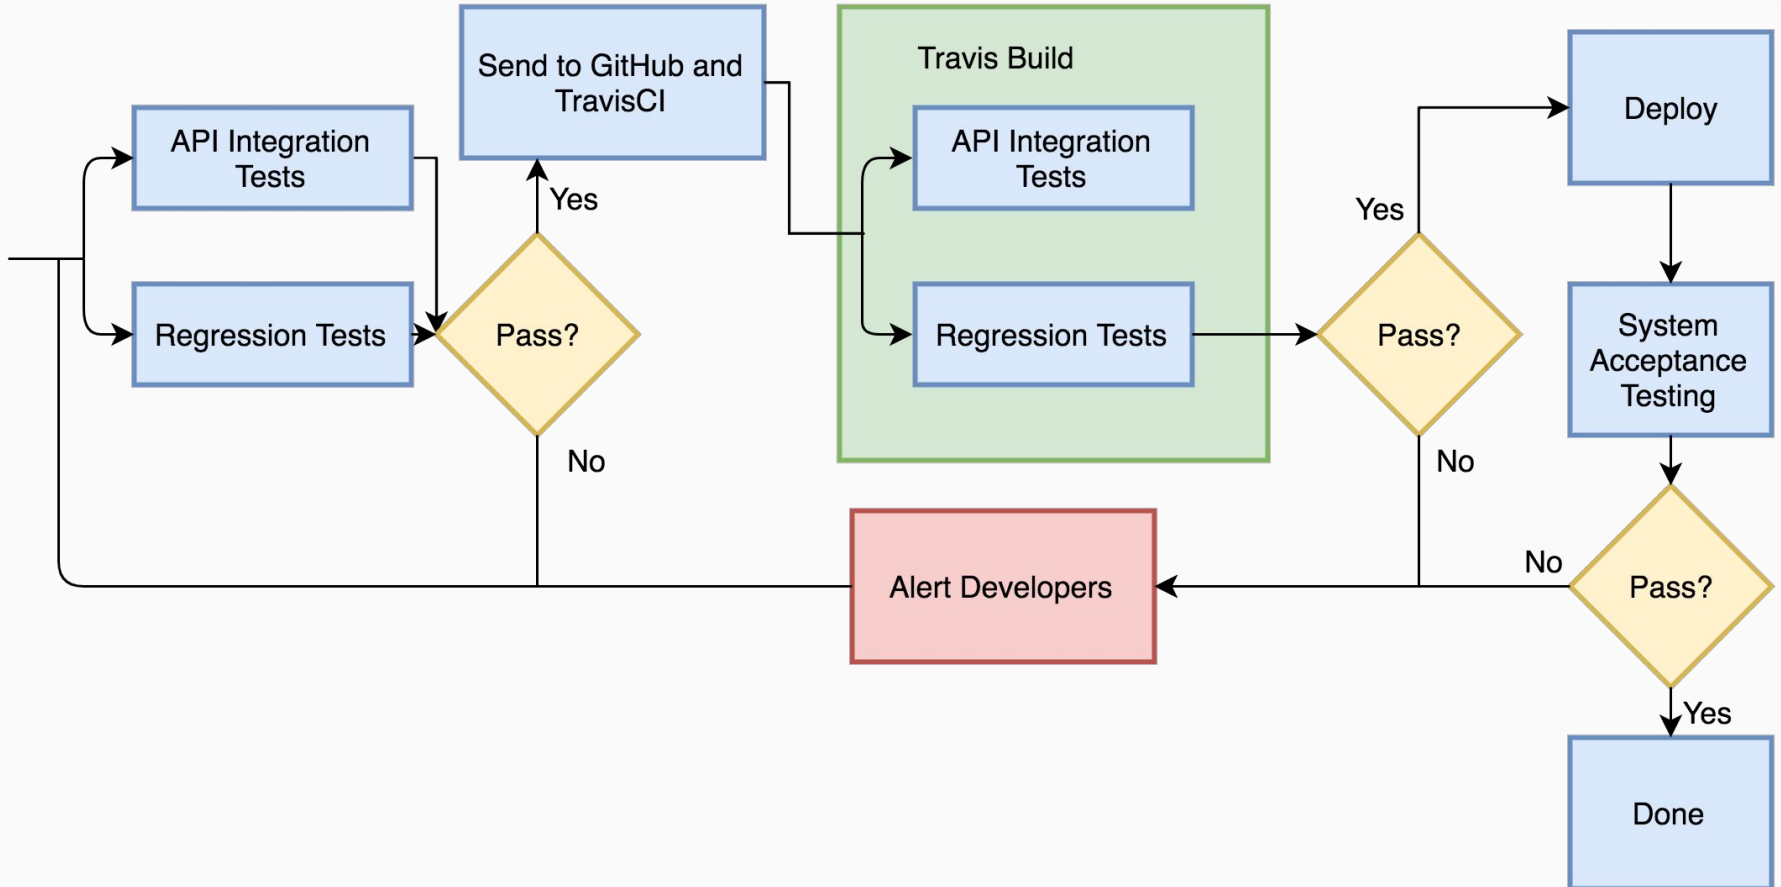 Send to GitHub and
TravisCI
Travis Build
Deploy
API Integration
Tests
API Integration
Tests
Yes
Yes
Regression Tests
Pass?
Regression Tests
Pass?
System
Acceptance
Testing
No
No
No
Alert Developers
Pass?
Yes
Done